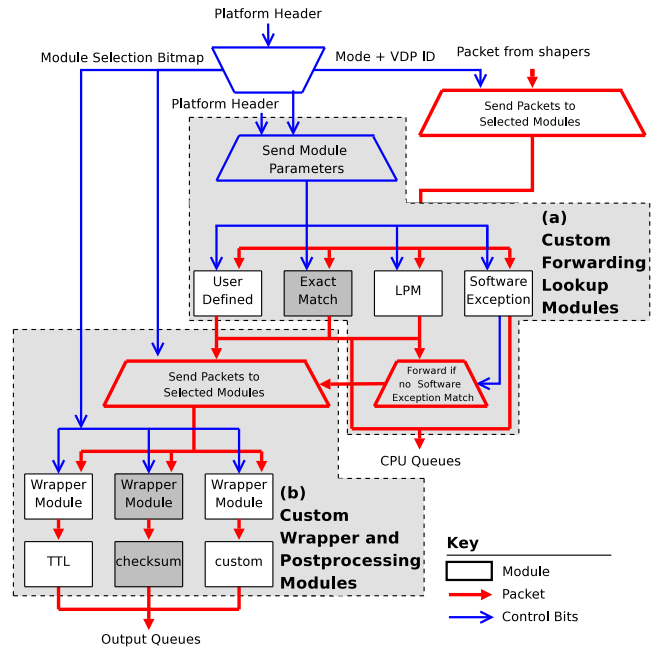 Platform Header
Module Selection Bitmap
Mode + VDP ID
Packet from shapers
Platform Header
Send Packets to
Selected Modules
Send Module
Parameters
(a)
Custom
Forwarding
Lookup
Modules
User
Defined
Exact
Match
LPM
Software
Exception
Send Packets to
Selected Modules
Forward if
no Software
Exception Match
CPU Queues
Wrapper
Module
Wrapper
Module
Wrapper
Module
(b)
Custom
Wrapper and
Postprocessing
Modules
TTL
checksum
custom
Output Queues
Key
Module
Packet
Control Bits